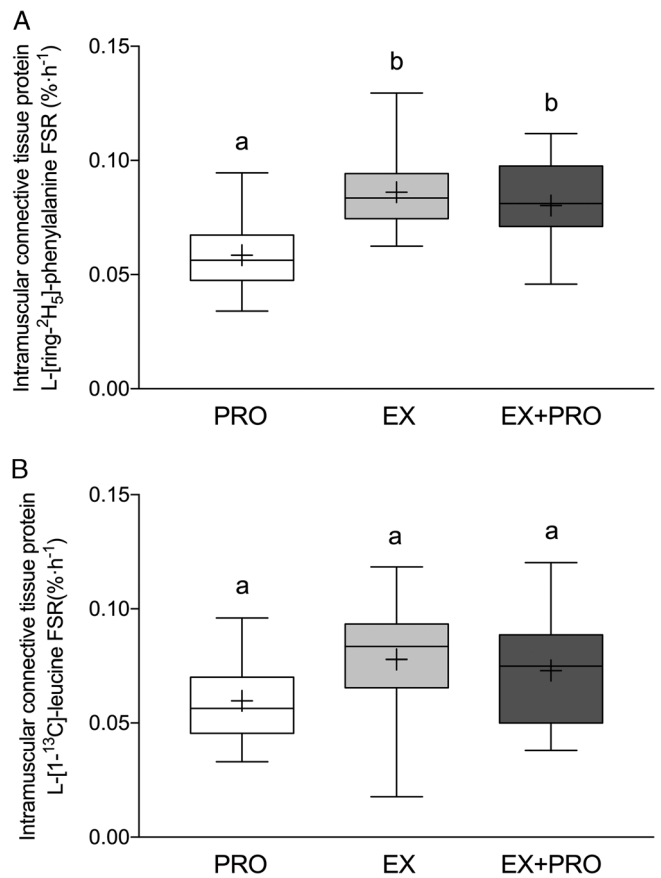 A
Intramuscular connective tissue protein
L-[ring-²H₅]-phenylalanine FSR (%·h⁻¹)
0.15
0.10
0.05
0.00
a
b
b
PRO
EX
EX+PRO
B
Intramuscular connective tissue protein
L-[1-¹³C]-leucine FSR(%·h⁻¹)
0.15
0.10
0.05
0.00
a
a
a
PRO
EX
EX+PRO